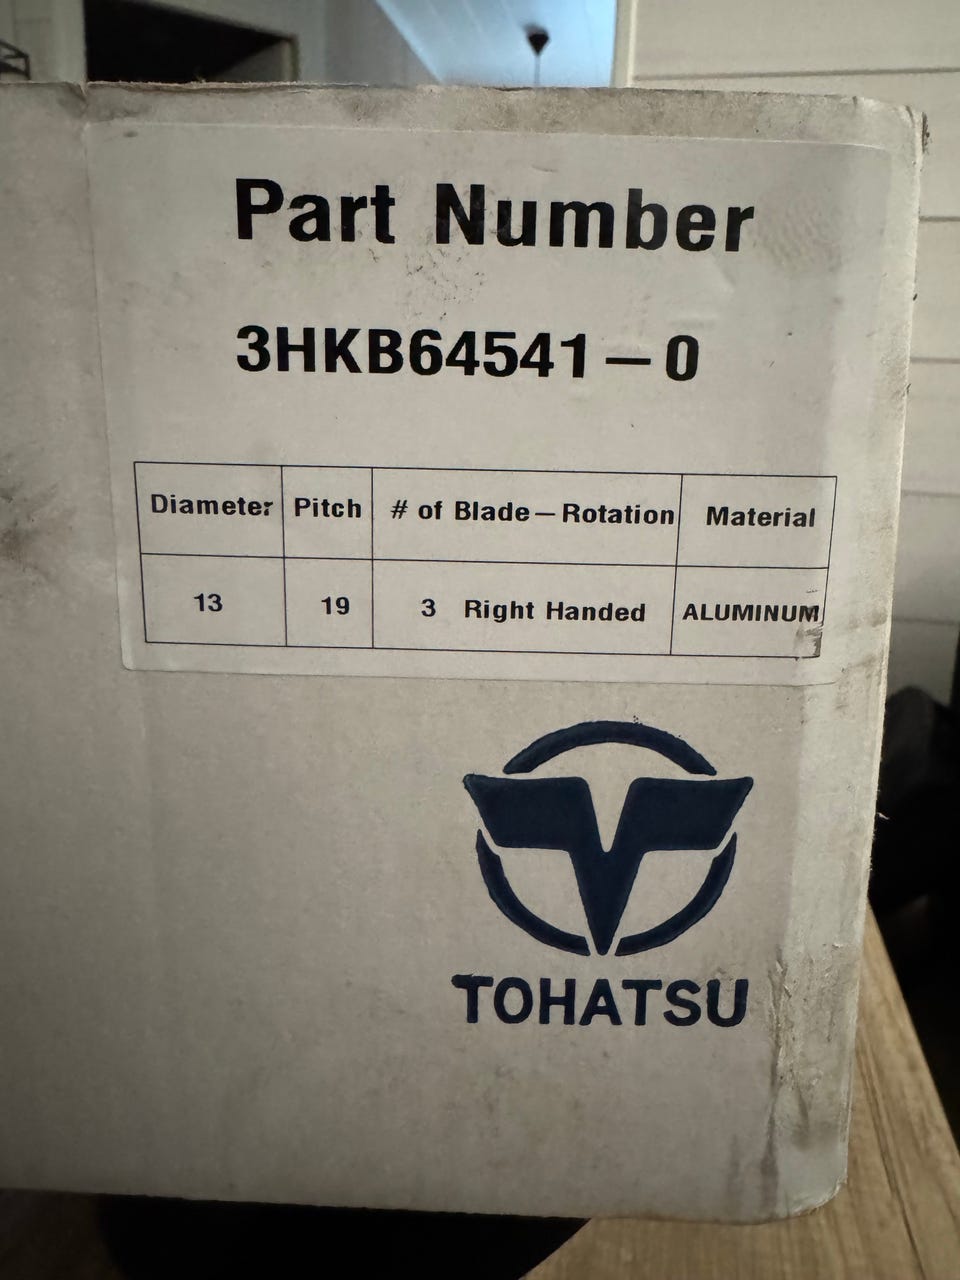 Part Number
3HKB64541—0
Diameter Pitch # of Blade—Rotation Material
13 19 3 Right Handed ALUMINUM
TOHATSU